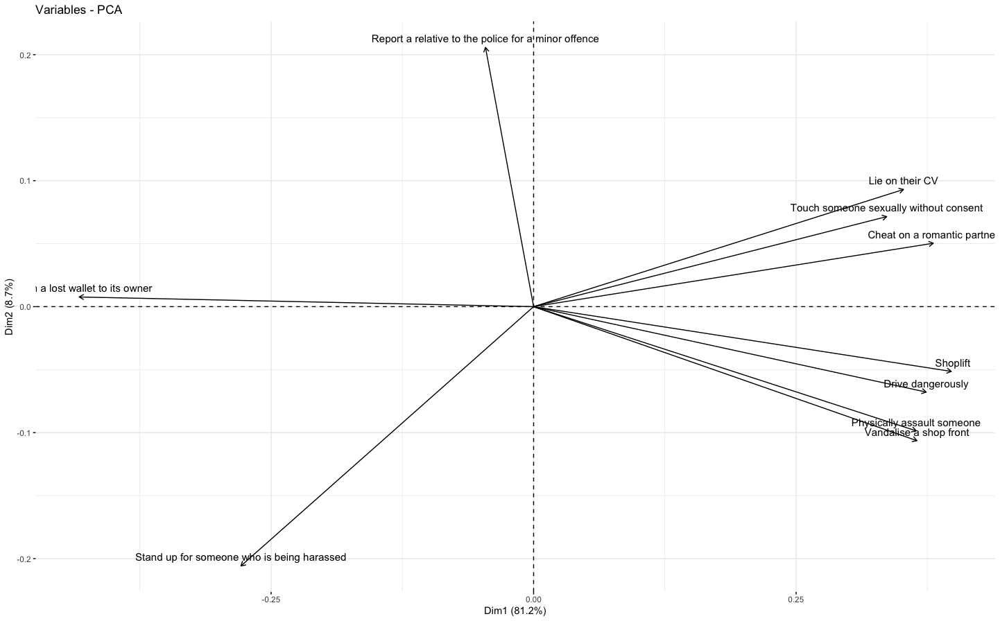 Variables - PCA
Report a relative to the police for a minor offence
0.2
Lie on their CV
0.1
Touch someone sexually without consent
Cheat on a romantic partne
a lost wallet to its owner
0.0
Dim2 (8.7%)
Shoplift
Drive dangerously
Physically assault someone
Vandalise a shop front
-0.1
Stand up for someone who is being harassed
-0.2
-0.25
0.00
0.25
Dim1 (81.2%)